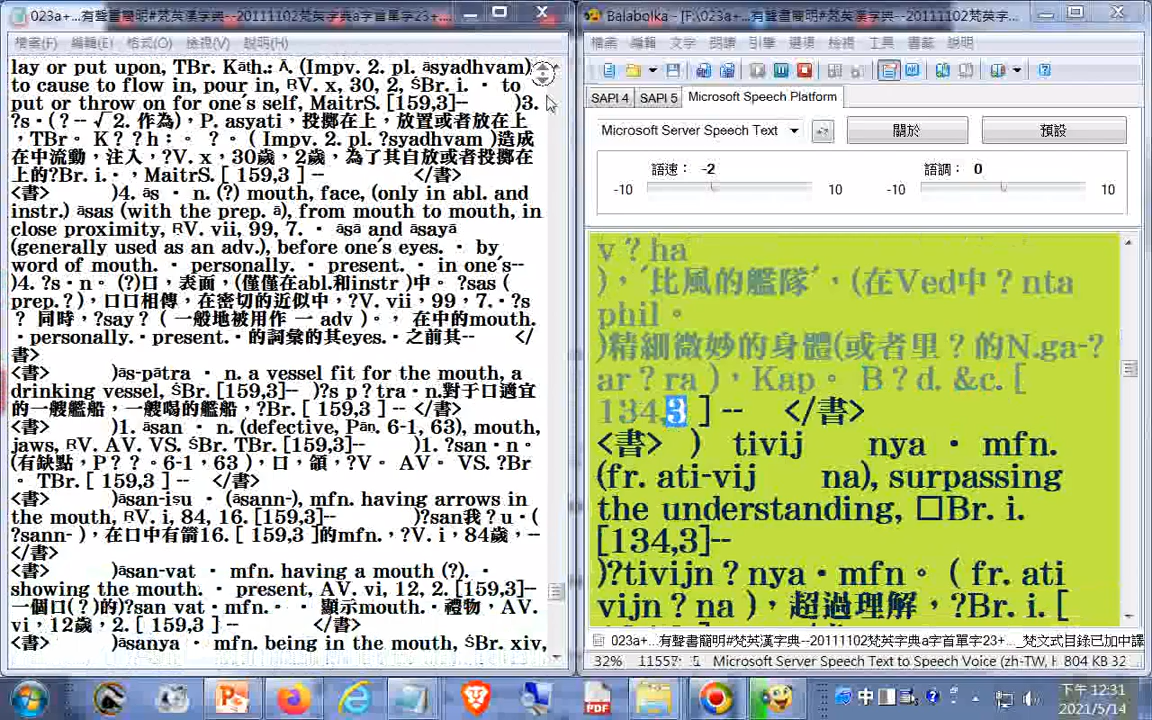 023a+...有聲書簡明#梵英漢字典--20111102梵英字典a字首單字23+...
檔案(F) 編輯(E) 格式(O) 檢視(V) 說明(H)
lay or put upon, TBr. Kāṭh.: Ā. (Impv. 2. pl. āsyadhvam)
to cause to flow in, pour in, ṚV. x, 30, 2, ŚBr. i. • to
put or throw on for one's self, MaitrS. [159,3]-- )3.
?s・(？--√ 2. 作為)，P. asyati，投擲在上，放置或者放在上
，TBr。 K？？h：。？。( Impv. 2. pl. ?syadhvam )造成
在中流動，注入，?V. x，30歲，2歲，為了其自放或者投擲在
上的?Br. i.・，MaitrS. [ 159,3 ] -- </書>
<書> )4. ās • n. (?) mouth, face, (only in abl. and
instr.) āsas (with the prep. ā), from mouth to mouth, in
close proximity, ṚV. vii, 99, 7. • āsā and āsayā
(generally used as an adv.), before one's eyes. • by
word of mouth. • personally. • present. • in one's--
)4. ?s・n。(?)口，表面，(僅僅在abl.和instr )中。?sas (
prep.？)，口口相傳，在密切的近似中，?V. vii，99，7.・?s
？ 同時，?say？( 一般地被用作 一 adv )。，在中的mouth.
・personally.・present.・的詞彙的其eyes.・之前其-- </
書>
<書> )ās-pātra • n. a vessel fit for the mouth, a
drinking vessel, ŚBr. [159,3]-- )?s p？tra・n.對于口適宜
的一艘艦船，一艘喝的艦船，?Br. [ 159,3 ] -- </書>
<書> )1. āsan • n. (defective, Pāṇ. 6-1, 63), mouth,
jaws, ṚV. AV. VS. ŚBr. TBr. [159,3]-- )1. ?san・n。
(有缺點，P？？。6-1，63 )，口，頜，?V。AV。VS. ?Br
。TBr. [ 159,3 ] -- </書>
<書> )āsan-iṣu • (āsann-), mfn. having arrows in
the mouth, ṚV. i, 84, 16. [159,3]-- )?san我？u・(
?sann- )，在口中有箭16. [ 159,3 ]的mfn.，?V. i，84歲，--
</書>
<書> )āsan-vat • mfn. having a mouth (?). •
showing the mouth. • present, AV. vi, 12, 2. [159,3]--
一個口(？)的)?san vat・mfn.。・ 顯示mouth.・禮物，AV.
vi，12歲，2. [ 159,3 ] -- </書>
<書> )āsanya • mfn. being in the mouth, ŚBr. xiv,
Balabolka - [F:\023a+...有聲書簡明#梵英漢字典--20111102梵英字...
檔案 編輯 文字 朗讀 引擎 選項 檢視 工具 書籤 說明
SAPI 4 SAPI 5 Microsoft Speech Platform
Microsoft Server Speech Text 關於 預設
語速： -2 語調： 0
-10 10 -10 10
v ? ha
)，'比風的艦隊'，(在Ved中？nta
phil。
)精細微妙的身體(或者里？的N.ga-?
ar？ra )，Kap。 B？d. &c. [
134,3 ] -- </書>
<書> ) tivij nya • mfn.
(fr. ati-vij na), surpassing
the understanding, □Br. i.
[134,3]--
)?tivijn？nya・mfn。( fr. ati
vijn？na )，超過理解，?Br. i. [
023a+...有聲書簡明#梵英漢字典--20111102梵英字典a字首單字23+..._梵文式目錄已加中譯
32% Microsoft Server Speech Text to Speech Voice (zh-TW, 804 KB 32
中 下午 12:31
2021/5/14